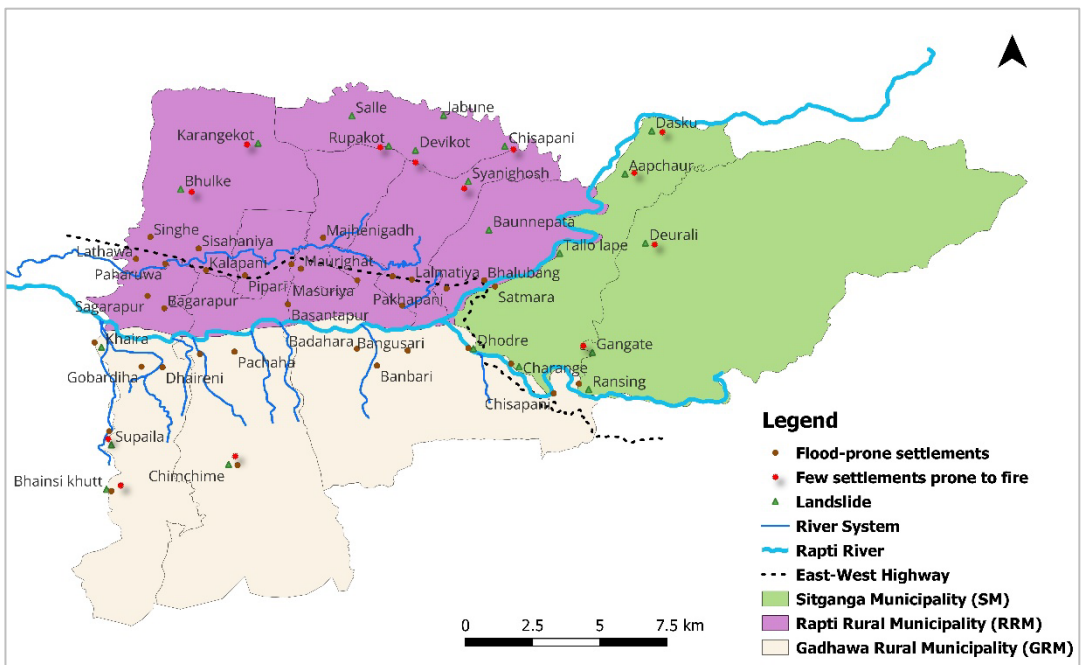 Salle
Jabune
Karangekot
Rupakot
Devikot
Chisapani
Dasku
Aapchaur
Syanighosh
Bhulke
Baunnepata
Singhe
Sisahaniya
Majhenigadh
Deurali
Tallo lape
Lathawa
Paharuwa
Kalapani
Maurighat
Lalmatiya
Bhalubang
Pipari
Masuriya
Pakhapani
Satmara
Sagarapur
Bagarapur
Basantapur
Khaira
Badahara
Bangusari
Dhodre
Gangate
Pachaha
Gobardiha
Dhaireni
Banbari
Charange
Ransing
Chisapani
Supaila
Bhainsi khutt
Chimchime
Legend
Flood-prone settlements
Few settlements prone to fire
Landslide
River System
Rapti River
East-West Highway
Sitganga Municipality (SM)
Rapti Rural Municipality (RRM)
Gadhawa Rural Municipality (GRM)
0 2.5 5 7.5 km